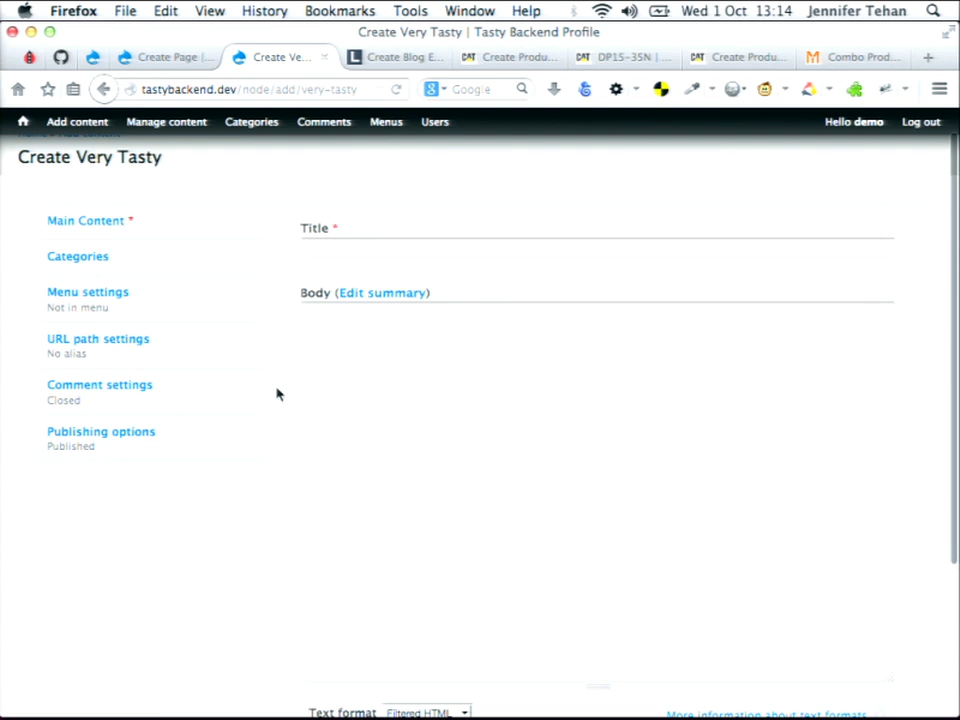 Firefox File Edit View History Bookmarks Tools Window Help Wed 1 Oct 13:14 Jennifer Tehan
Create Very Tasty | Tasty Backend Profile
Create Page |... Create Ve... Create Blog E... CAT Create Produ... CAT DP15-35N | ... CAT Create Produ... Combo Prod...
tastybackend.dev/node/add/very-tasty Google
Add content Manage content Categories Comments Menus Users Hello demo Log out
Create Very Tasty
Main Content *
Categories
Menu settings
Not in menu
URL path settings
No alias
Comment settings
Closed
Publishing options
Published
Title *
Body (Edit summary)
Text format Filtered HTML More information about text formats